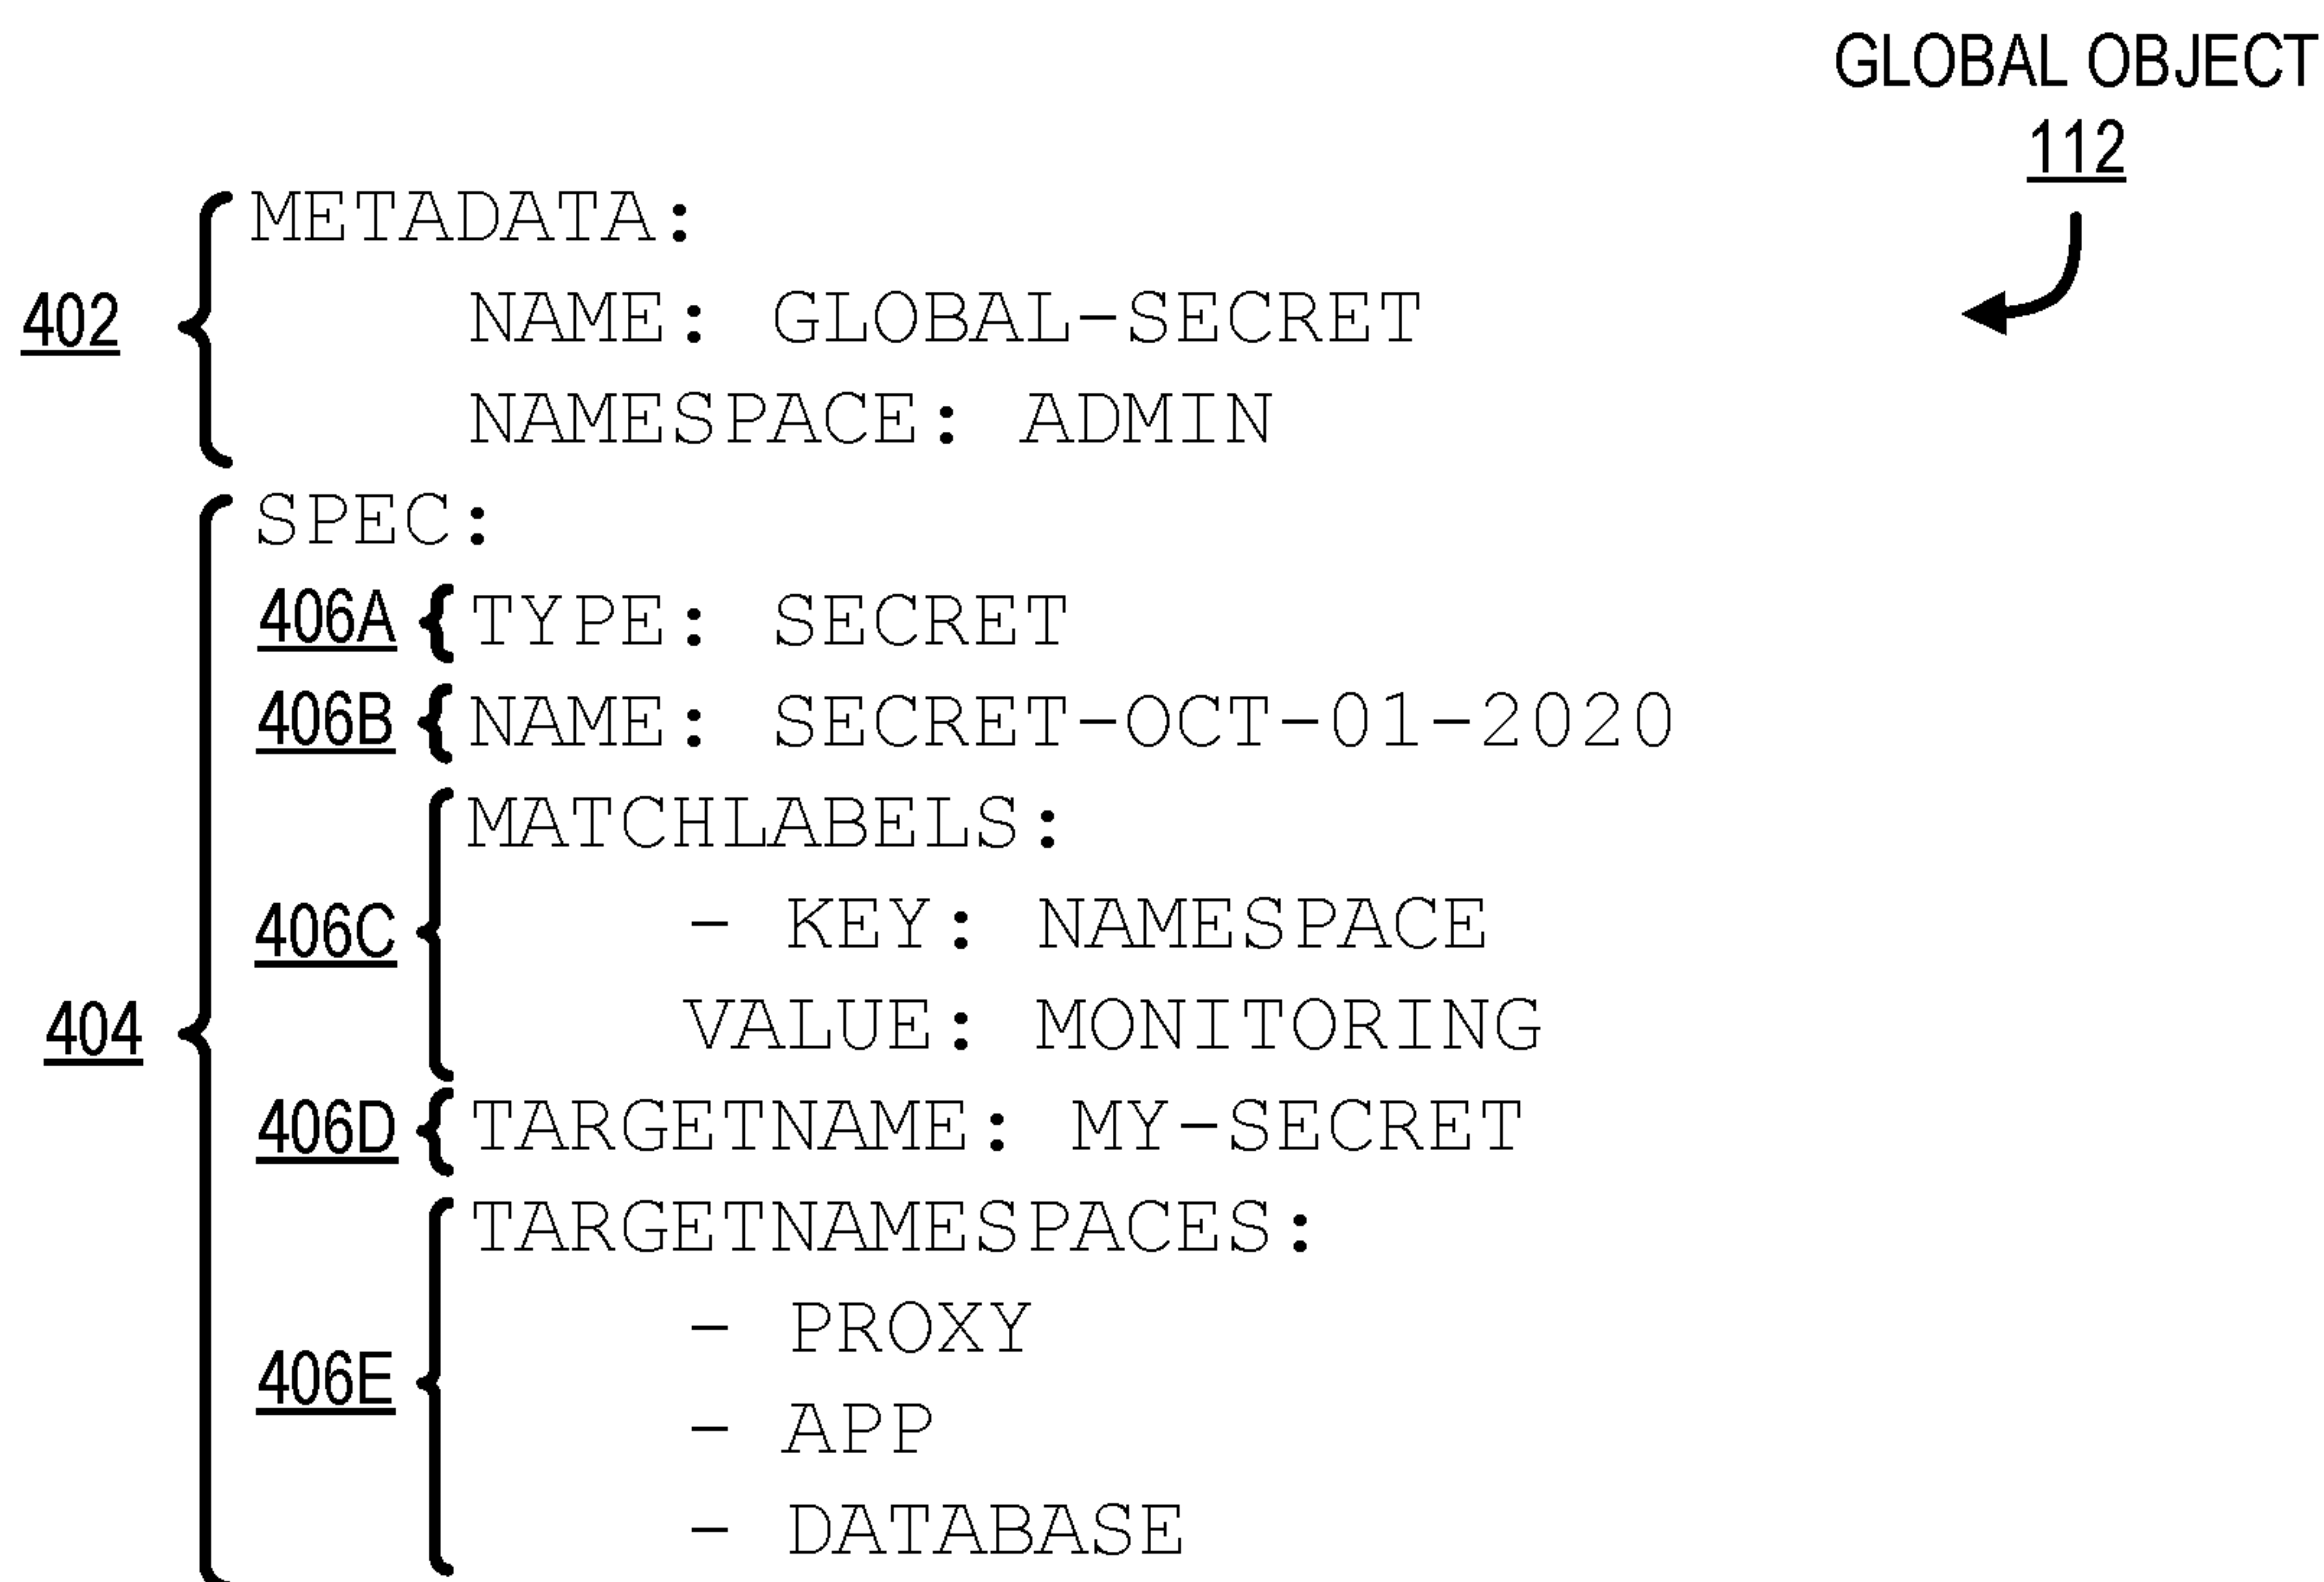 GLOBAL OBJECT
112
METADATA:
402
NAME: GLOBAL-SECRET
NAMESPACE: ADMIN
SPEC:
406A TYPE: SECRET
406B NAME: SECRET-OCT-01-2020
MATCHLABELS:
406C - KEY: NAMESPACE
404 VALUE: MONITORING
406D TARGETNAME: MY-SECRET
TARGETNAMESPACES:
- PROXY
406E
- APP
- DATABASE